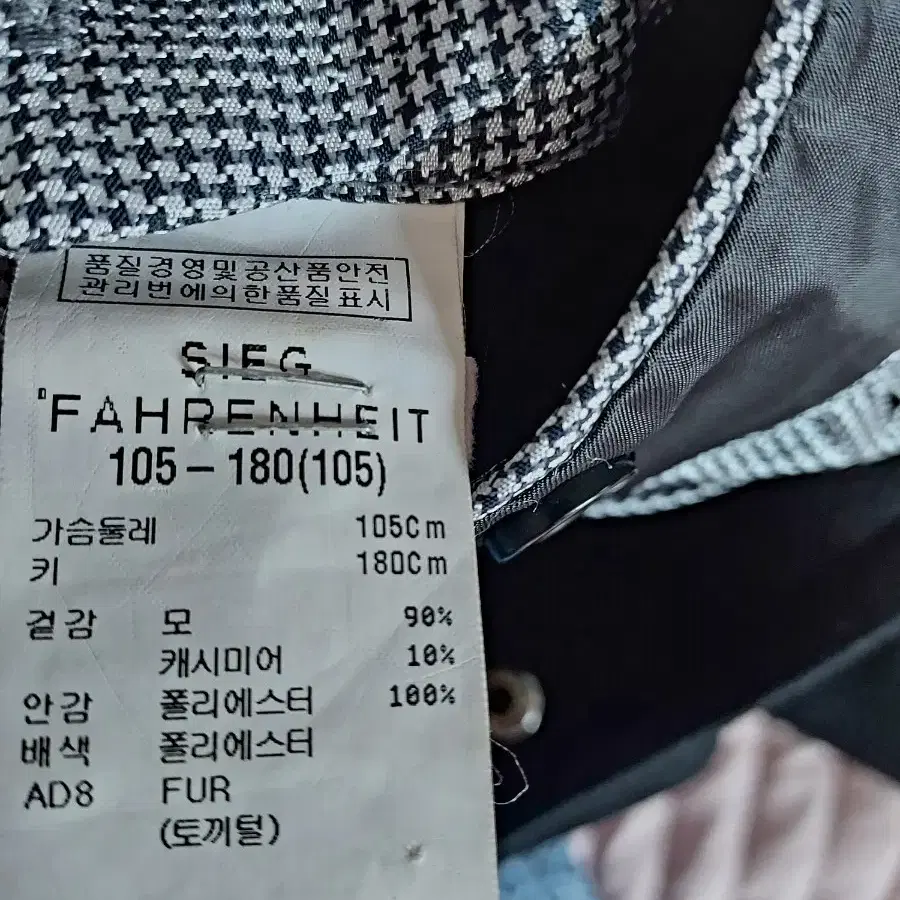 품질경영및공산품안전
관리번에의한품질표시
SIEG
FAHRENHEIT
105-180(105)
가슴둘레 105Cm
키 180Cm
겉감 모 90%
캐시미어 10%
안감 폴리에스터 100%
배색 폴리에스터
AD8 FUR
(토끼털)